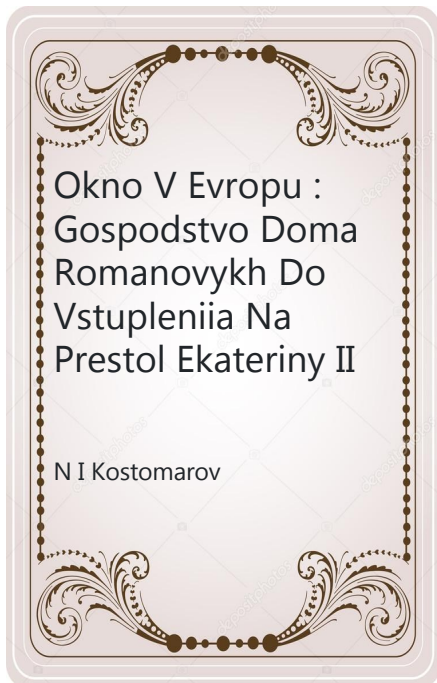 Okno V Evropu :
Gospodstvo Doma
Romanovykh Do
Vstupleniia Na
Prestol Ekateriny II
N I Kostomarov